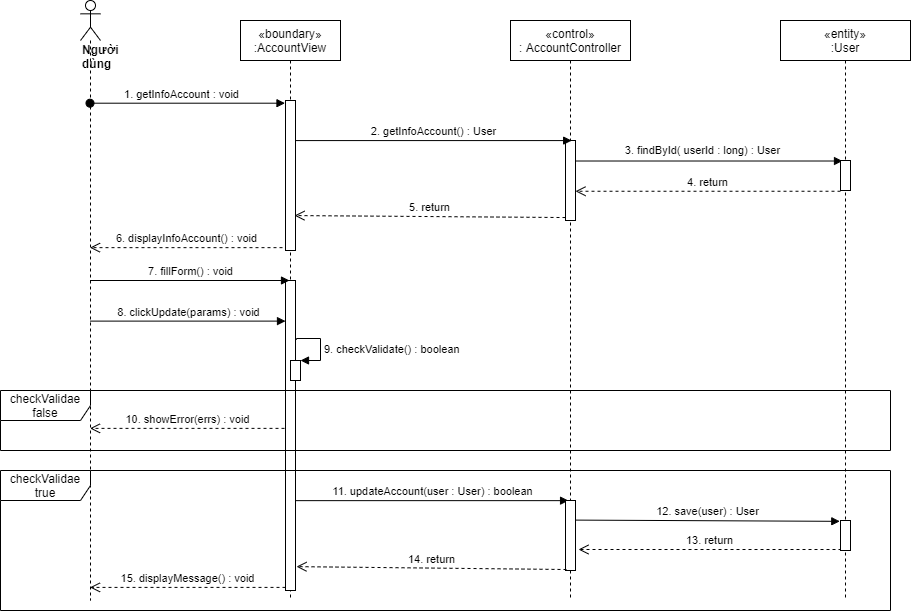 Người
dùng
«boundary»
:AccountView
«control»
: AccountController
«entity»
:User
1. getInfoAccount : void
2. getInfoAccount() : User
3. findById( userId : long) : User
4. return
5. return
6. displayInfoAccount() : void
7. fillForm() : void
8. clickUpdate(params) : void
9. checkValidate() : boolean
checkValidae
false
10. showError(errs) : void
checkValidae
true
11. updateAccount(user : User) : boolean
12. save(user) : User
13. return
14. return
15. displayMessage() : void